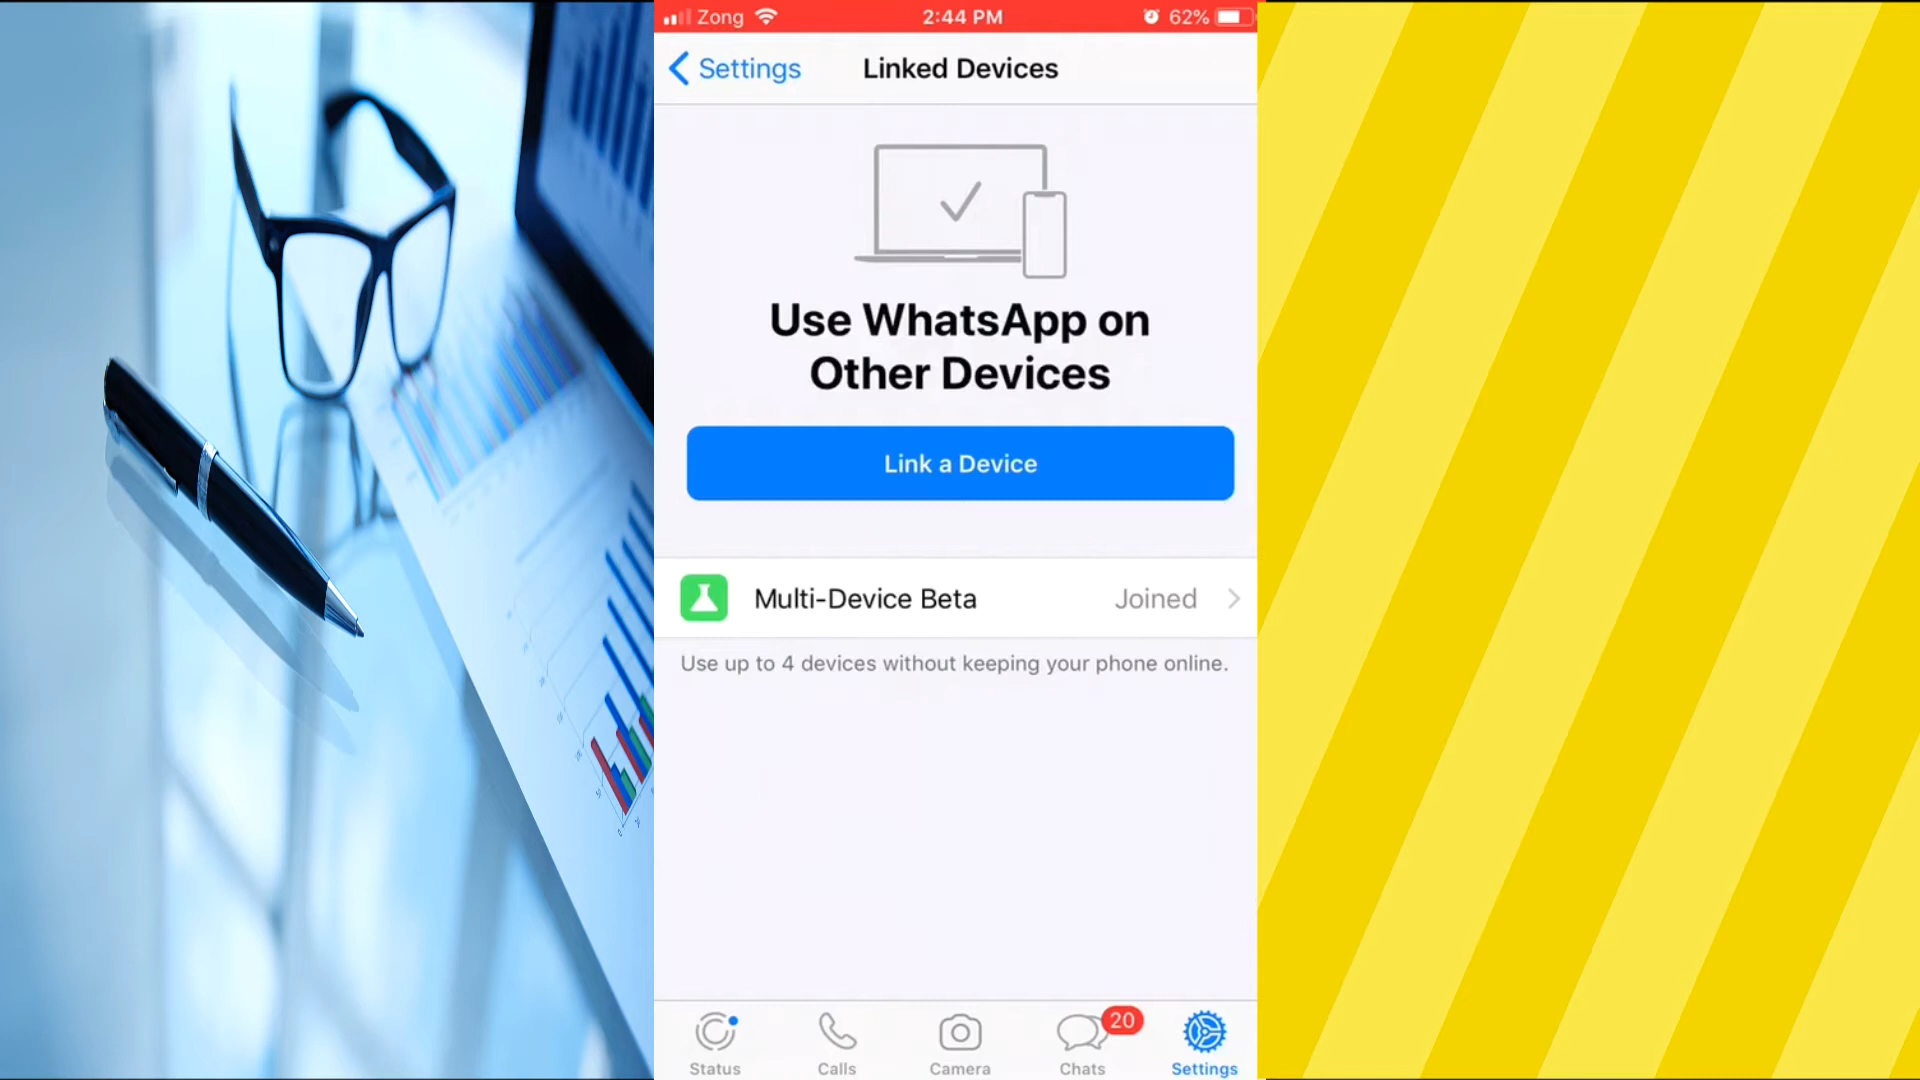 Zong
2:44 PM
62%
Settings
Linked Devices
Use WhatsApp on
Other Devices
Link a Device
Multi-Device Beta
Joined
Use up to 4 devices without keeping your phone online.
20
Status
Calls
Camera
Chats
Settings